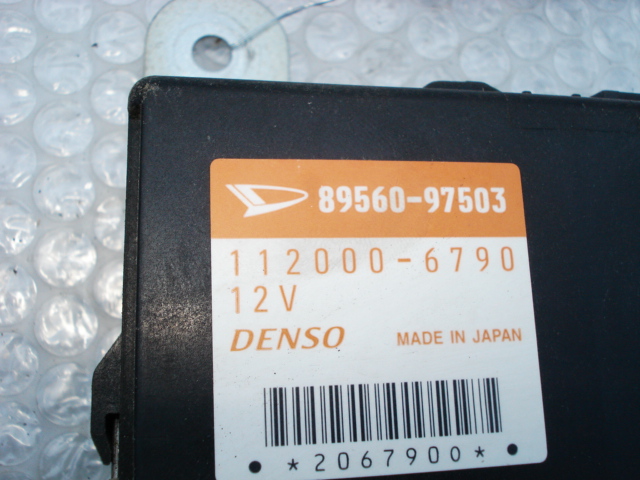 89560-97503
112000-6790
12V
DENSO MADE IN JAPAN
*2067900*